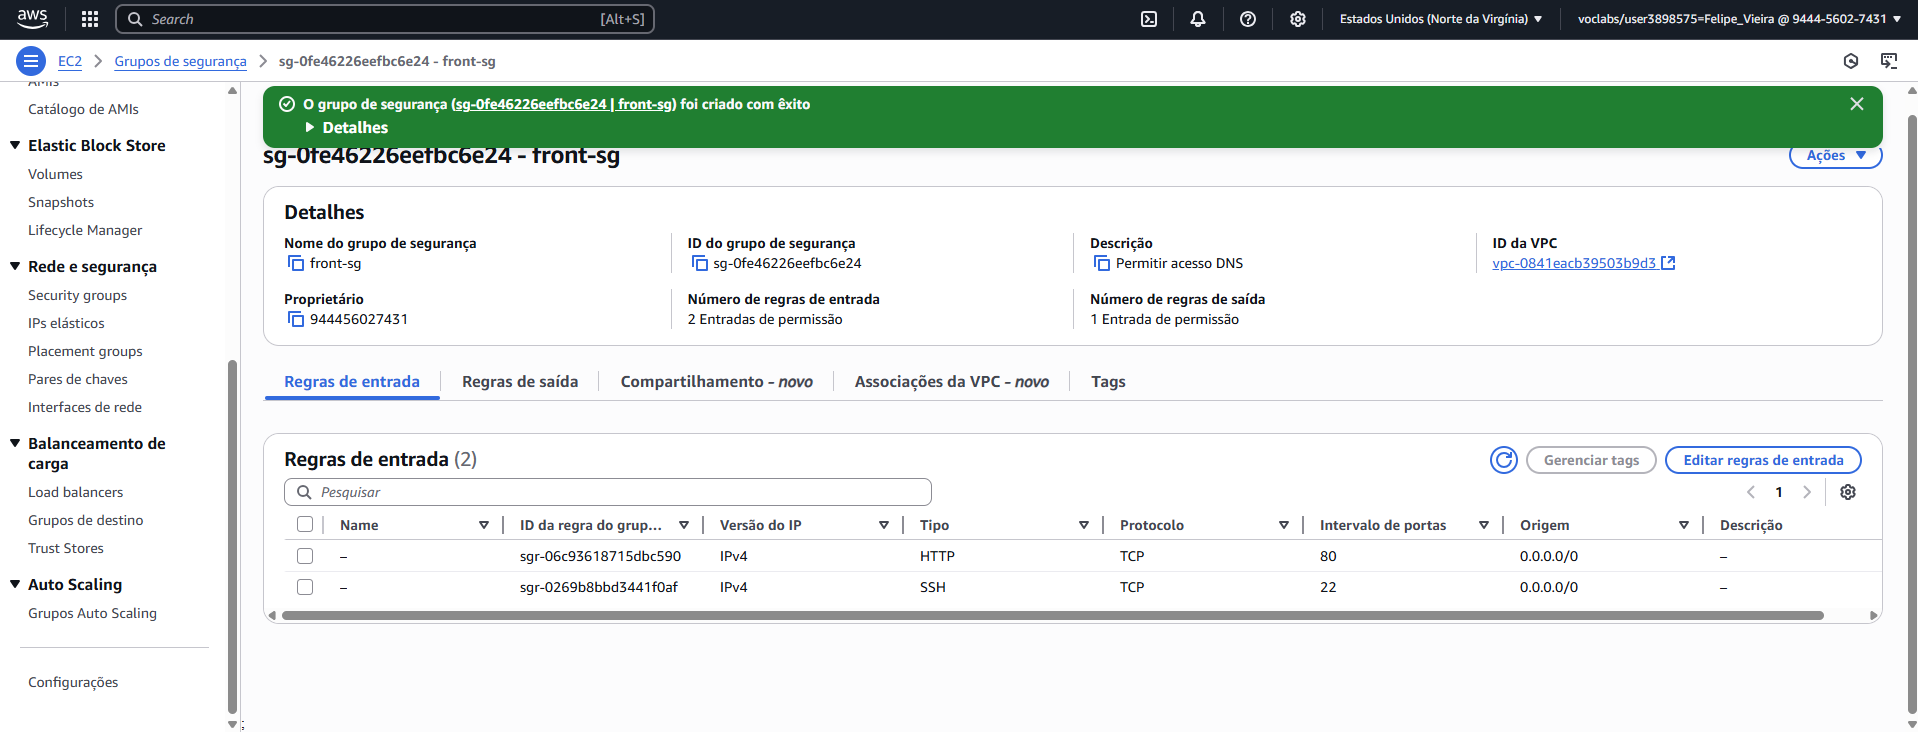 aws
Search [Alt+S]
Estados Unidos (Norte da Virgínia)
voclabs/user3898575=Felipe_Vieira @ 9444-5602-7431
EC2 > Grupos de segurança > sg-0fe46226eefbc6e24 - front-sg
AMIs
Catálogo de AMIs
Elastic Block Store
Volumes
Snapshots
Lifecycle Manager
Rede e segurança
Security groups
IPs elásticos
Placement groups
Pares de chaves
Interfaces de rede
Balanceamento de
carga
Load balancers
Grupos de destino
Trust Stores
Auto Scaling
Grupos Auto Scaling
Configurações
O grupo de segurança (sg-0fe46226eefbc6e24 | front-sg) foi criado com êxito
Detalhes
sg-0fe46226eefbc6e24 - front-sg
Ações
Detalhes
Nome do grupo de segurança
front-sg
ID do grupo de segurança
sg-0fe46226eefbc6e24
Descrição
Permitir acesso DNS
ID da VPC
vpc-0841eacb39503b9d3
Proprietário
944456027431
Número de regras de entrada
2 Entradas de permissão
Número de regras de saída
1 Entrada de permissão
Regras de entrada
Regras de saída
Compartilhamento - novo
Associações da VPC - novo
Tags
Regras de entrada (2)
Gerenciar tags
Editar regras de entrada
Pesquisar
1
Name ID da regra do grup... Versão do IP Tipo Protocolo Intervalo de portas Origem Descrição
– sgr-06c93618715dbc590 IPv4 HTTP TCP 80 0.0.0.0/0 –
– sgr-0269b8bbd3441f0af IPv4 SSH TCP 22 0.0.0.0/0 –
;